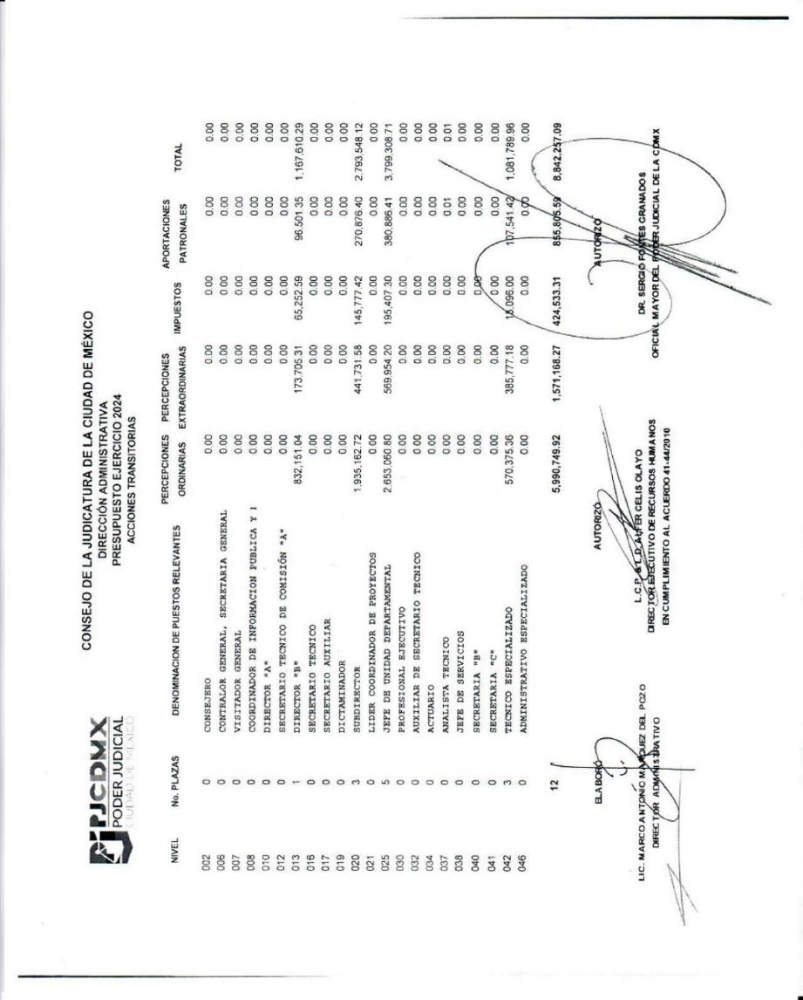 PJCDMX
PODER JUDICIAL
CIUDAD DE MÉXICO
CONSEJO DE LA JUDICATURA DE LA CIUDAD DE MÉXICO
DIRECCIÓN ADMINISTRATIVA
PRESUPUESTO EJERCICIO 2024
ACCIONES TRANSITORIAS
NIVEL No. PLAZAS DENOMINACION DE PUESTOS RELEVANTES PERCEPCIONES ORDINARIAS PERCEPCIONES EXTRAORDINARIAS IMPUESTOS APORTACIONES PATRONALES TOTAL
002 0 CONSEJERO 0.00 0.00 0.00 0.00 0.00
006 0 CONTRALOR GENERAL, SECRETARIA GENERAL 0.00 0.00 0.00 0.00 0.00
007 0 VISITADOR GENERAL 0.00 0.00 0.00 0.00 0.00
008 0 COORDINADOR DE INFORMACION PUBLICA Y I 0.00 0.00 0.00 0.00 0.00
010 0 DIRECTOR "A" 0.00 0.00 0.00 0.00 0.00
012 0 SECRETARIO TECNICO DE COMISIÓN "A" 0.00 0.00 0.00 0.00 0.00
013 1 DIRECTOR "B" 832,151.04 173,705.31 65,252.59 96,501.35 1,167,610.29
016 0 SECRETARIO TECNICO 0.00 0.00 0.00 0.00 0.00
017 0 SECRETARIO AUXILIAR 0.00 0.00 0.00 0.00 0.00
019 0 DICTAMINADOR 0.00 0.00 0.00 0.00 0.00
020 3 SUBDIRECTOR 1,935,162.72 441,731.58 145,777.42 270,876.40 2,793,548.12
021 0 LIDER COORDINADOR DE PROYECTOS 0.00 0.00 0.00 0.00 0.00
025 5 JEFE DE UNIDAD DEPARTAMENTAL 2,653,060.80 569,954.20 195,407.30 380,886.41 3,799,308.71
030 0 PROFESIONAL EJECUTIVO 0.00 0.00 0.00 0.00 0.00
032 0 AUXILIAR DE SECRETARIO TECNICO 0.00 0.00 0.00 0.00 0.00
034 0 ACTUARIO 0.00 0.00 0.00 0.00 0.00
037 0 ANALISTA TECNICO 0.00 0.00 0.00 0.01 0.01
038 0 JEFE DE SERVICIOS 0.00 0.00 0.00 0.00 0.00
040 0 SECRETARIA "B" 0.00 0.00 0.00 0.00 0.00
041 0 SECRETARIA "C" 0.00 0.00 0.00 0.00 0.00
042 3 TECNICO ESPECIALIZADO 570,375.36 385,777.18 18,096.00 107,541.42 1,081,789.96
046 0 ADMINISTRATIVO ESPECIALIZADO 0.00 0.00 0.00 0.00 0.00
12 5,990,749.92 1,571,168.27 424,533.31 855,805.59 8,842,257.09
ELABORÓ
LIC. MARCO ANTONIO MARQUEZ DEL POZO
DIRECTOR ADMINISTRATIVO
AUTORIZÓ
L.C.P. & L.D. AUFER CELIS OLAYO
DIRECTOR EJECUTIVO DE RECURSOS HUMANOS
EN CUMPLIMIENTO AL ACUERDO 41-44/2010
AUTORIZÓ
DR. SERGIO FONTES GRANADOS
OFICIAL MAYOR DEL PODER JUDICIAL DE LA CDMX